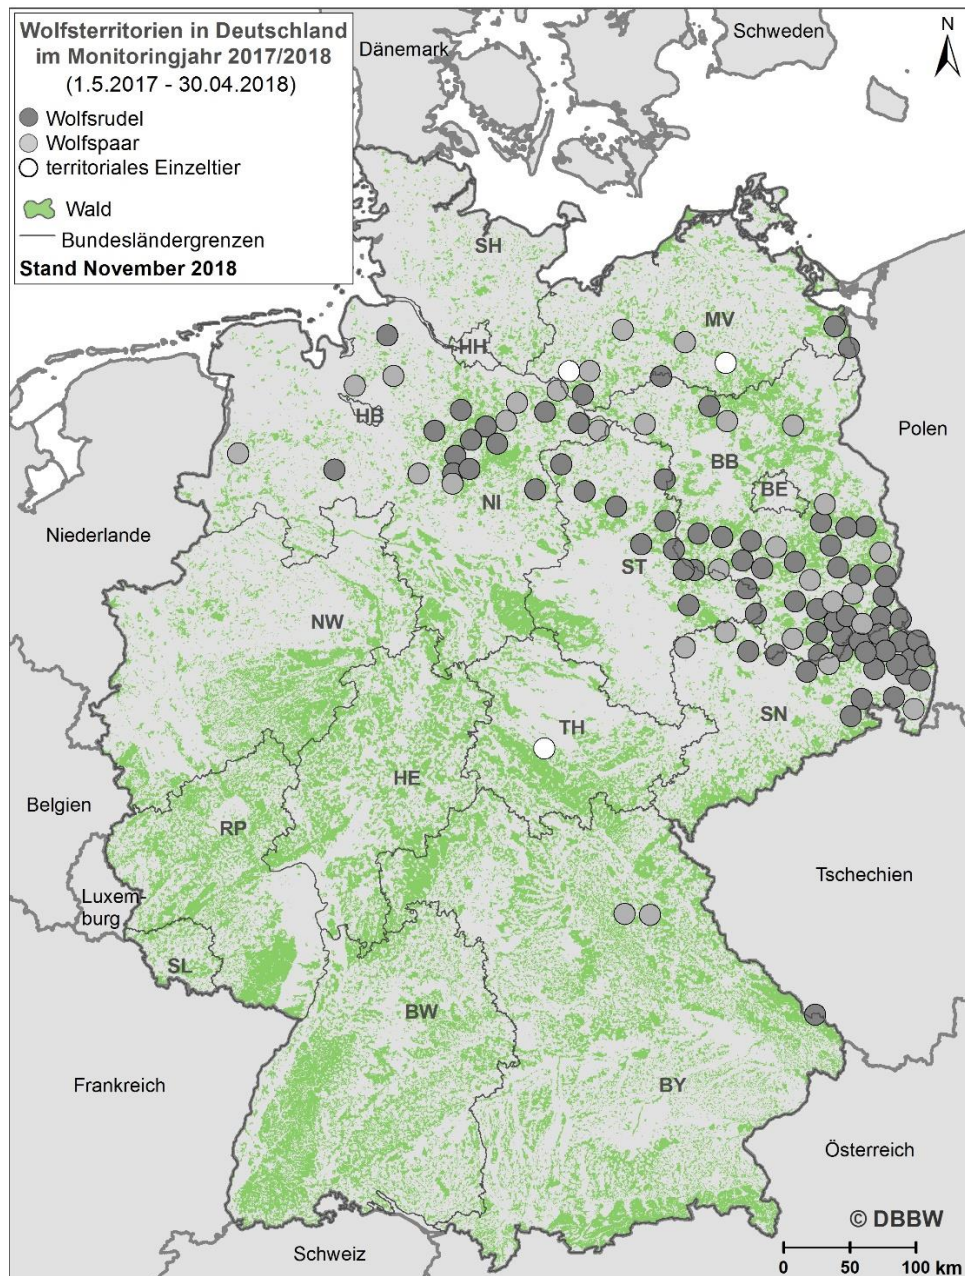 Wolfsterritorien in Deutschland
im Monitoringjahr 2017/2018
(1.5.2017 - 30.04.2018)
Wolfsrudel
Wolfspaar
territoriales Einzeltier
Wald
Bundesländergrenzen
Stand November 2018
Dänemark
Schweden
N
SH
MV
HH
HB
Polen
BB
BE
NI
Niederlande
ST
NW
SN
TH
HE
Belgien
RP
Tschechien
Luxem-
burg
SL
BW
Frankreich
BY
Österreich
© DBBW
Schweiz
0 50 100 km